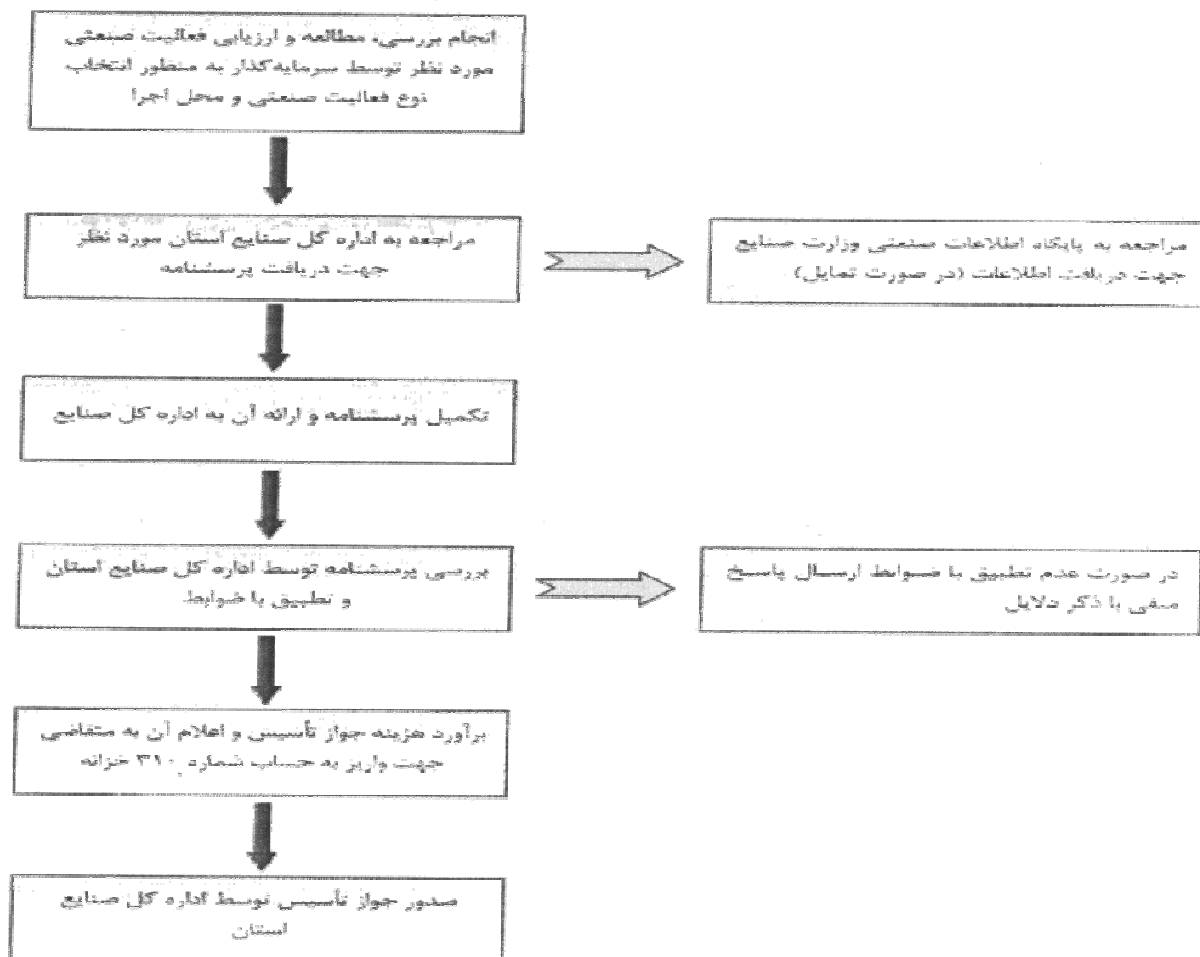 انجام بررسی، مطالعه و ارزیابی فعالیت صنعتی
مورد نظر توسط سرمایه‌گذار به منظور انتخاب
نوع فعالیت صنعتی و محل اجرا
مراجعه به اداره کل صنایع استان مورد نظر
جهت دریافت پرسشنامه
مراجعه به پایگاه اطلاعات صنعتی وزارت صنایع
جهت دریافت اطلاعات (در صورت تمایل)
تکمیل پرسشنامه و ارائه آن به اداره کل صنایع
بررسی پرسشنامه توسط اداره کل صنایع استان
و تطبیق با ضوابط
در صورت عدم تطبیق با ضوابط ارسال پاسخ
منفی با ذکر دلایل
برآورد هزینه جواز تأسیس و اعلام آن به متقاضی
جهت واریز به حساب شماره ۳۱۰ خزانه
صدور جواز تأسیس توسط اداره کل صنایع
استان